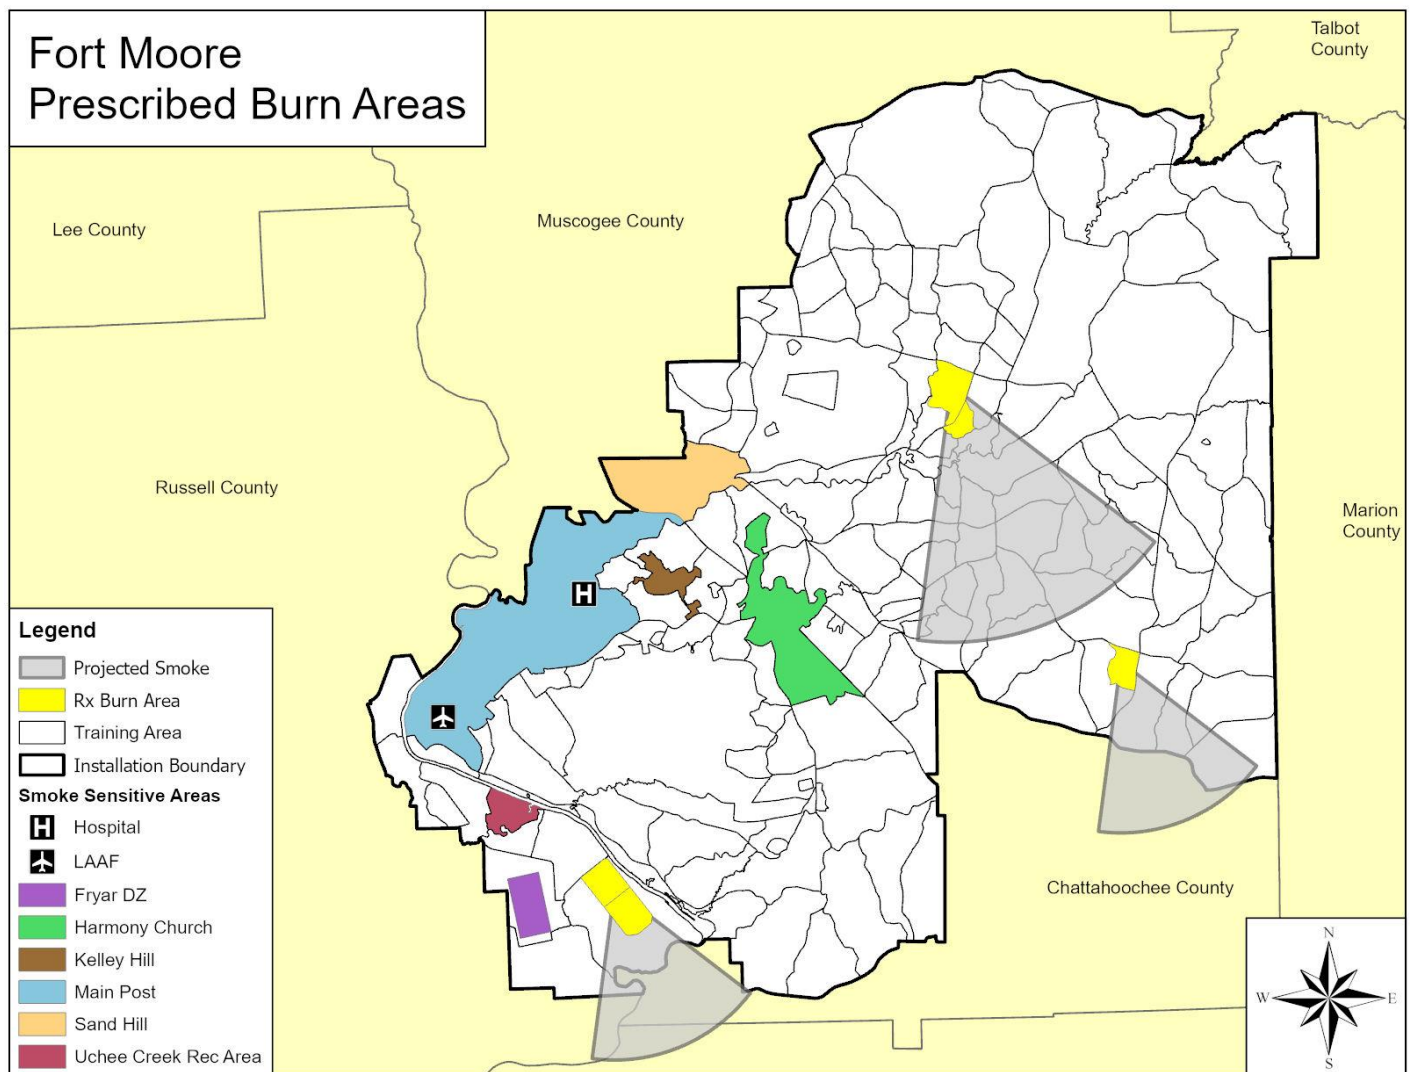 Fort Moore
Prescribed Burn Areas
Talbot
County
Lee County
Muscogee County
Russell County
Marion
County
Chattahoochee County
Legend
Projected Smoke
Rx Burn Area
Training Area
Installation Boundary
Smoke Sensitive Areas
H
Hospital
LAAF
Fryar DZ
Harmony Church
Kelley Hill
Main Post
Sand Hill
Uchee Creek Rec Area
H
N
W
E
S